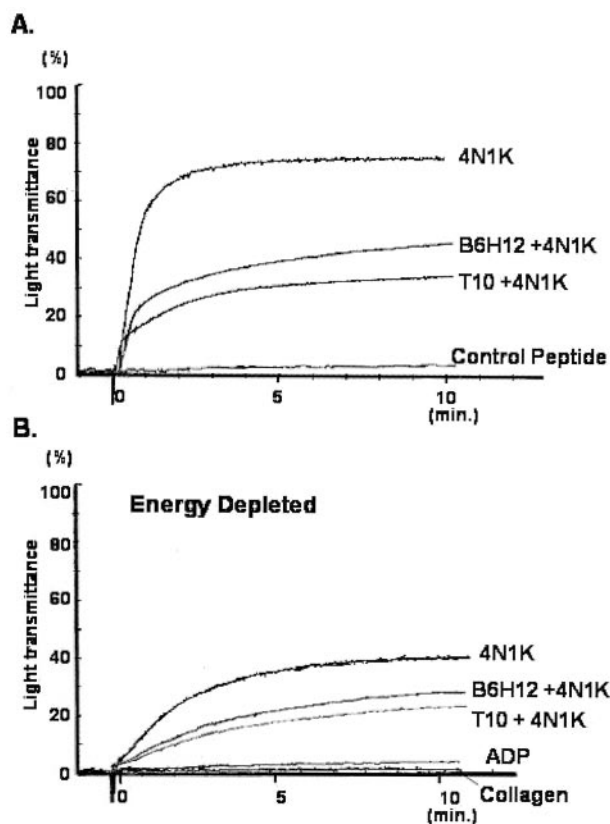 A.
(%)
100
80
60
40
20
0
Light transmittance
4N1K
B6H12 +4N1K
T10 +4N1K
Control Peptide
0 5 10
(min.)
B.
(%)
Energy Depleted
100
80
60
40
20
0
Light transmittance
4N1K
B6H12 +4N1K
T10 + 4N1K
ADP
Collagen
0 5 10
(min.)